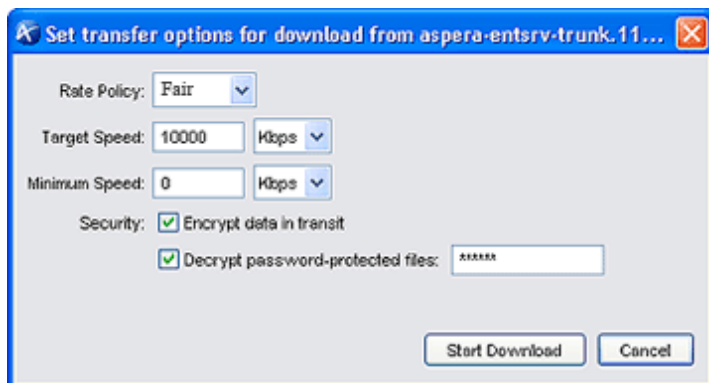 Set transfer options for download from aspera-entsrv-trunk.11...
Rate Policy: Fair
Target Speed: 10000 Kbps
Minimum Speed: 0 Kbps
Security: Encrypt data in transit
Decrypt password-protected files: ******
Start Download Cancel